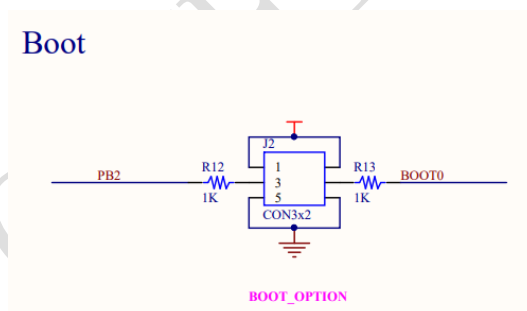 Boot
J2
R12
R13
PB2
1
3
5
BOOT0
1K
1K
CON3x2
BOOT_OPTION